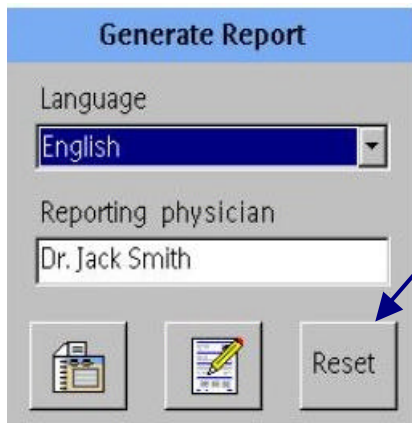 Generate Report
Language
English
Reporting physician
Dr. Jack Smith
Reset